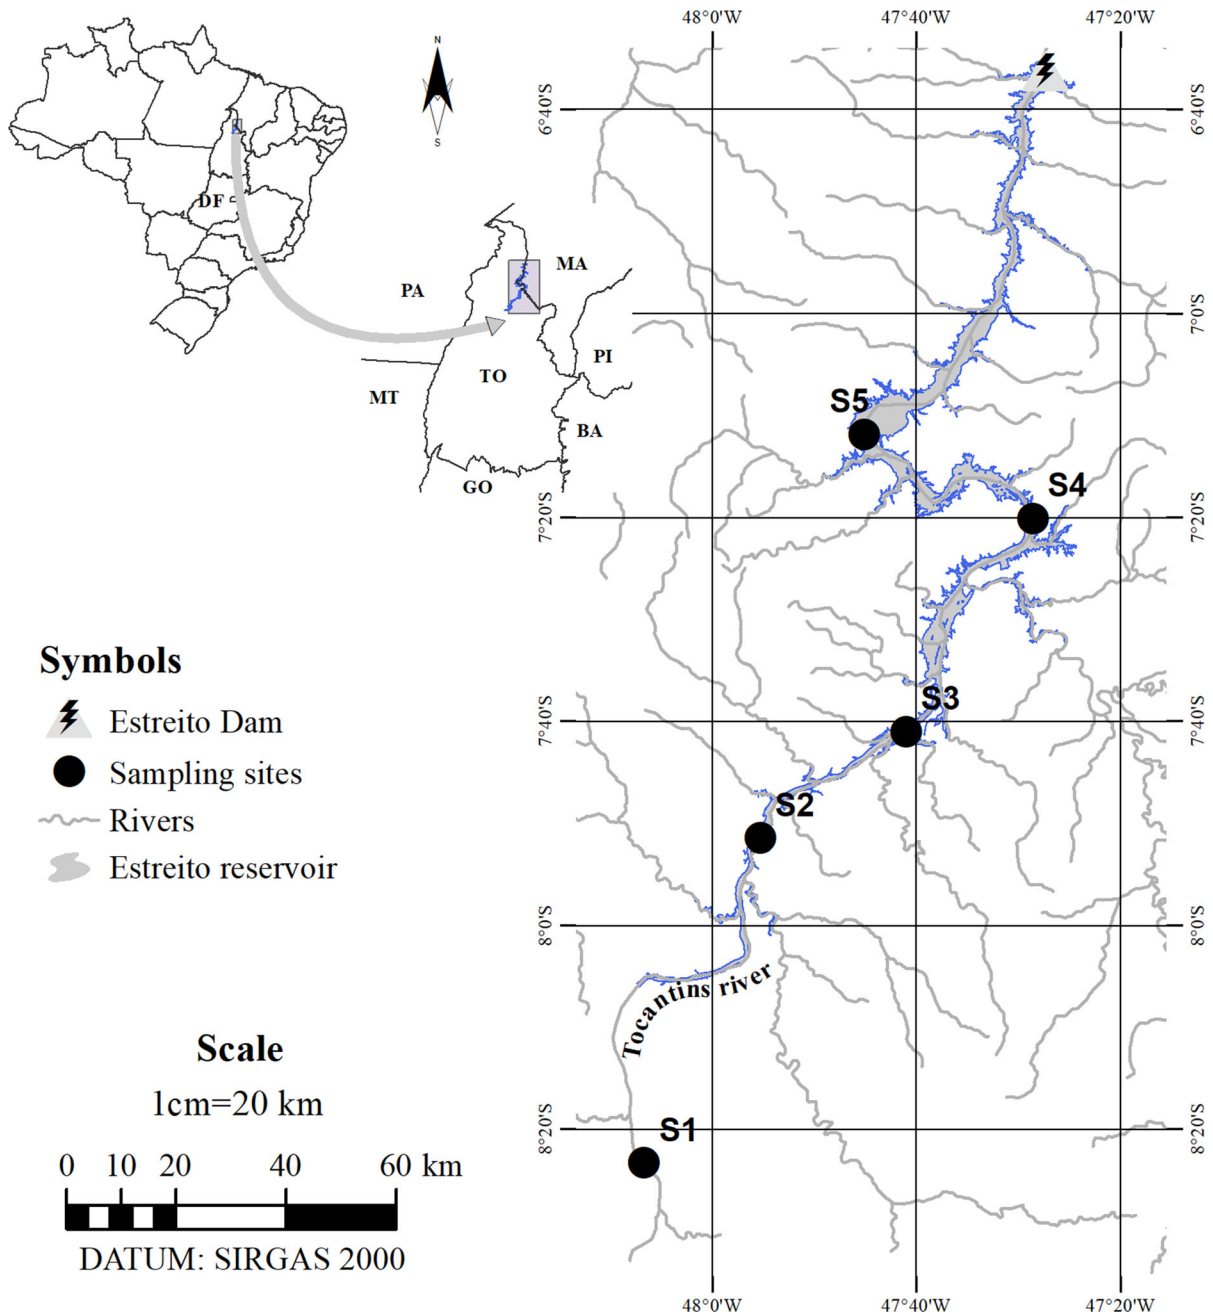 48°0'W 47°40'W 47°20'W
N
S
6°40'S 6°40'S
DF
MA
PA
7°0'S 7°0'S
PI
TO
MT
S5
BA
GO
S4
7°20'S 7°20'S
Symbols
S3
Estreito Dam
7°40'S 7°40'S
Sampling sites
S2
Rivers
Estreito reservoir
8°0'S 8°0'S
Tocantins river
Scale
1cm=20 km
S1
8°20'S 8°20'S
0 10 20 40 60 km
DATUM: SIRGAS 2000
48°0'W 47°40'W 47°20'W